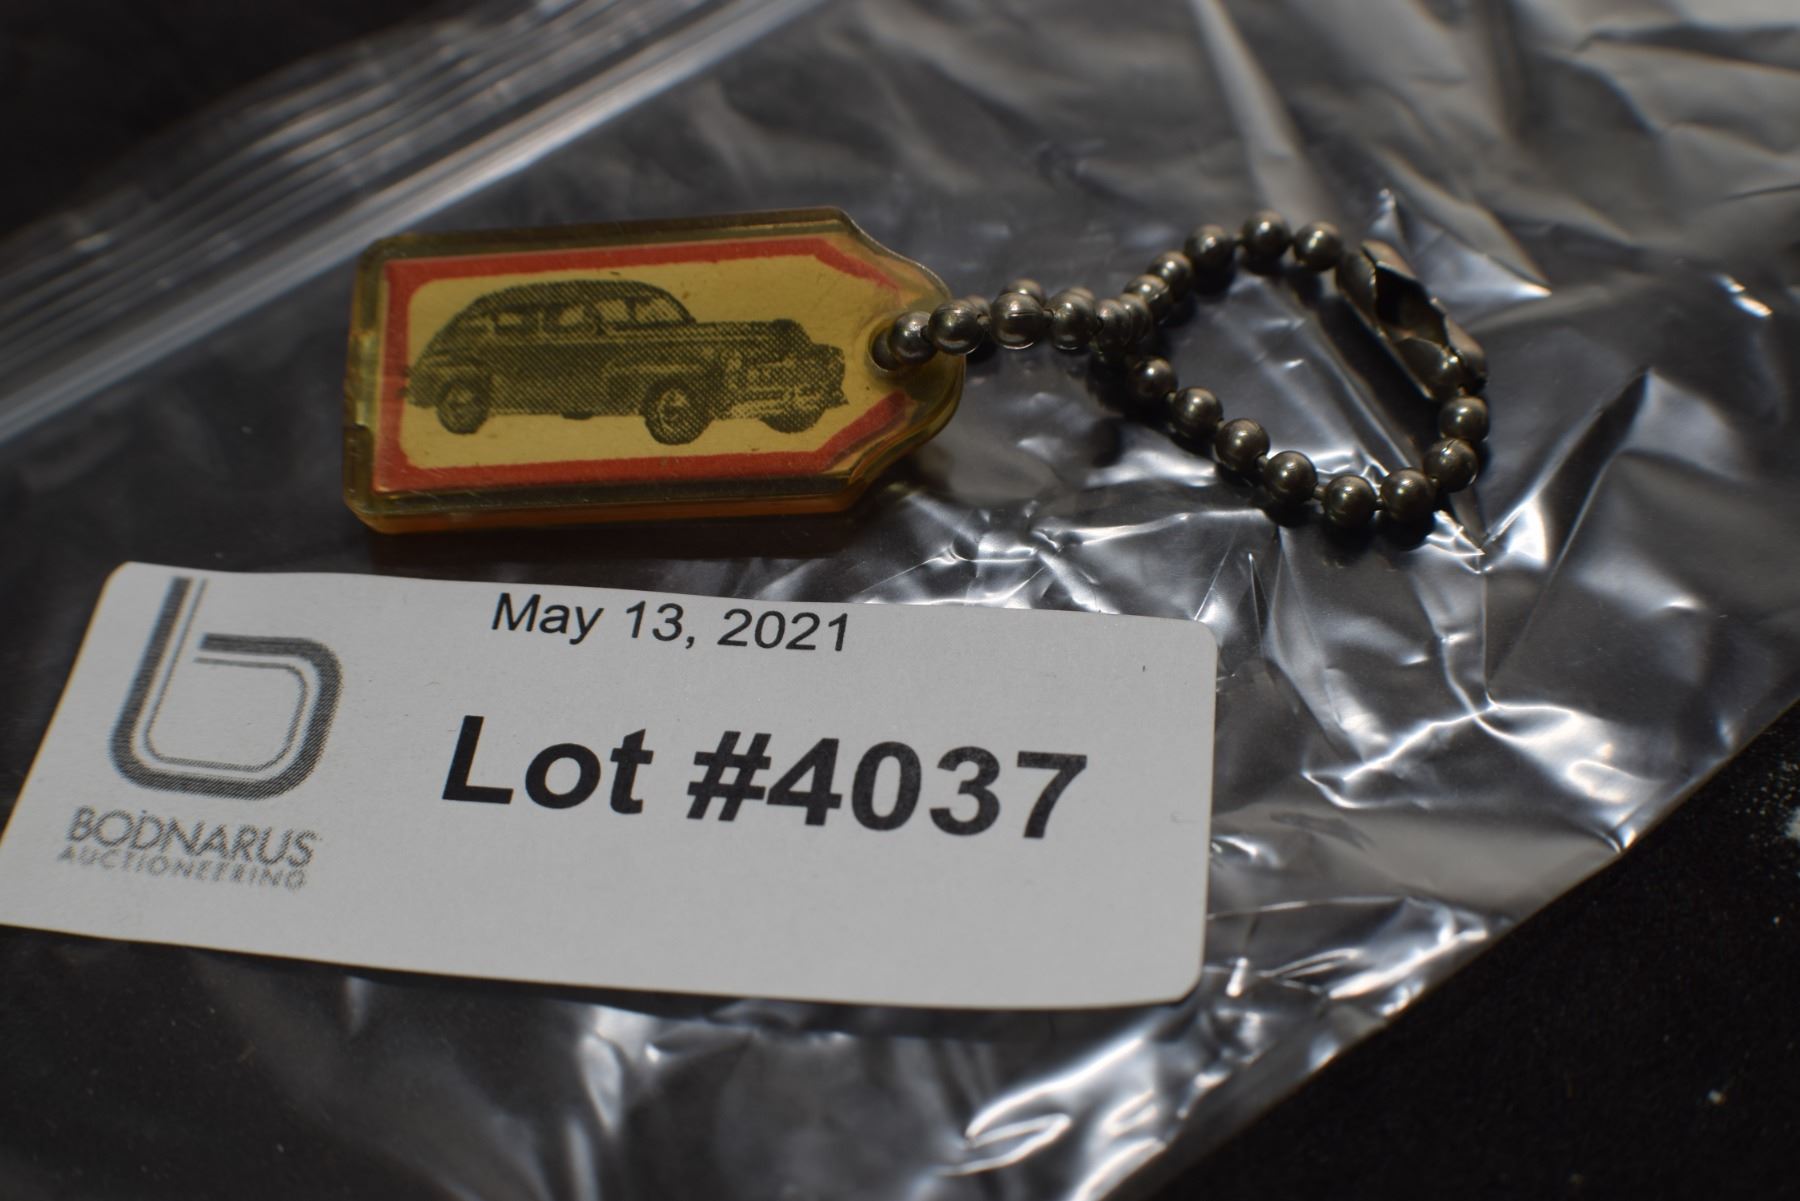 May 13, 2021
Lot #4037
BODNARUS
AUCTIONEERING